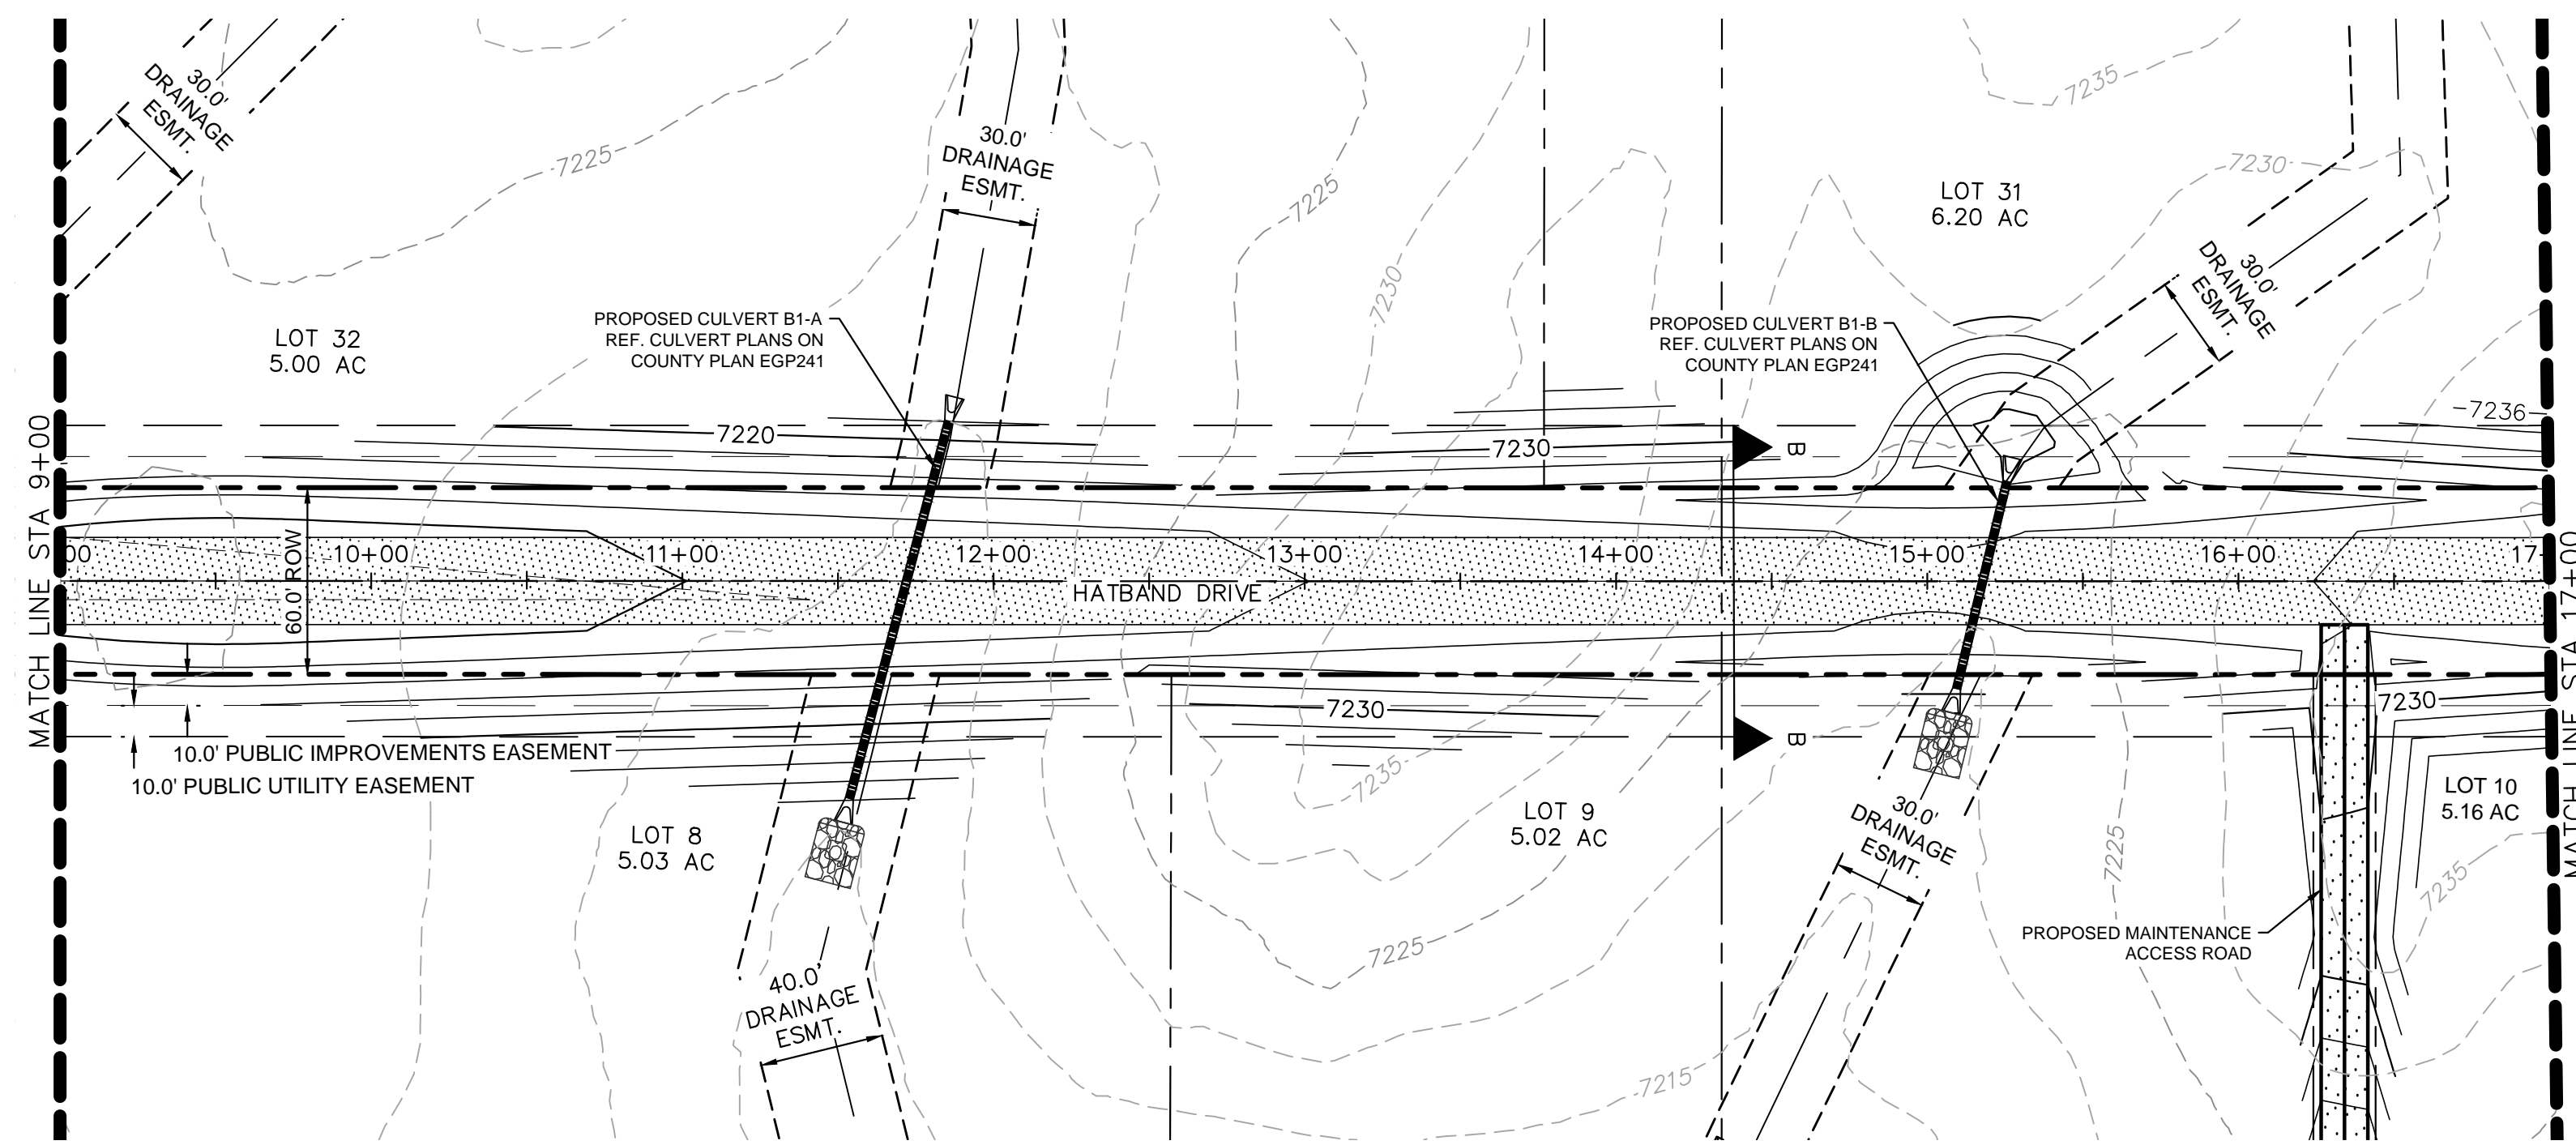 30.0'
DRAINAGE
ESMT.
7225
30.0'
DRAINAGE
ESMT.
7225
7230
7235
LOT 31
6.20 AC
7230
30.0'
DRAINAGE
ESMT.
LOT 32
5.00 AC
PROPOSED CULVERT B1-A
REF. CULVERT PLANS ON
COUNTY PLAN EGP241
PROPOSED CULVERT B1-B
REF. CULVERT PLANS ON
COUNTY PLAN EGP241
7220
7230
B
7236
MATCH LINE STA 9+00
60.0' ROW
00
10+00
11+00
12+00
13+00
14+00
15+00
16+00
17
HATBAND DRIVE
MATCH LINE STA 17+00
10.0' PUBLIC IMPROVEMENTS EASEMENT
10.0' PUBLIC UTILITY EASEMENT
7230
B
7230
7235
LOT 8
5.03 AC
LOT 9
5.02 AC
30.0'
DRAINAGE
ESMT.
7225
LOT 10
5.16 AC
7235
40.0'
DRAINAGE
ESMT.
7225
7215
PROPOSED MAINTENANCE
ACCESS ROAD